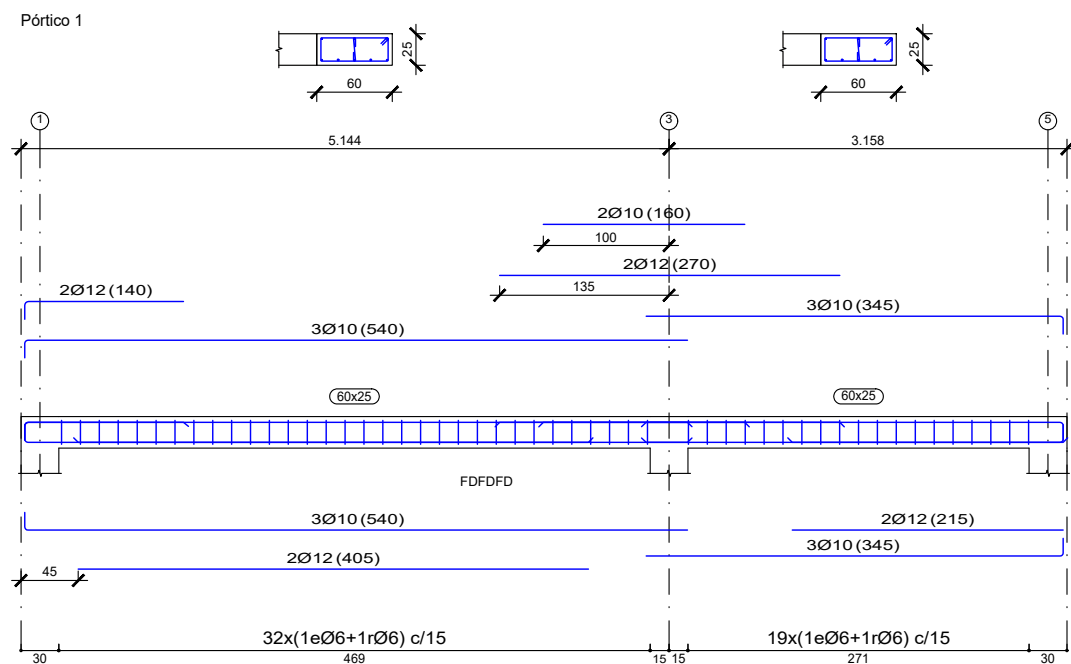 Pórtico 1
25
25
60
60
1
3
5
5.144
3.158
2Ø10 (160)
100
2Ø12 (270)
2Ø12 (140)
135
3Ø10 (345)
3Ø10 (540)
60x25
60x25
FDFDFD
3Ø10 (540)
2Ø12 (215)
3Ø10 (345)
2Ø12 (405)
45
32x(1eØ6+1rØ6) c/15
19x(1eØ6+1rØ6) c/15
30
469
15 15
271
30